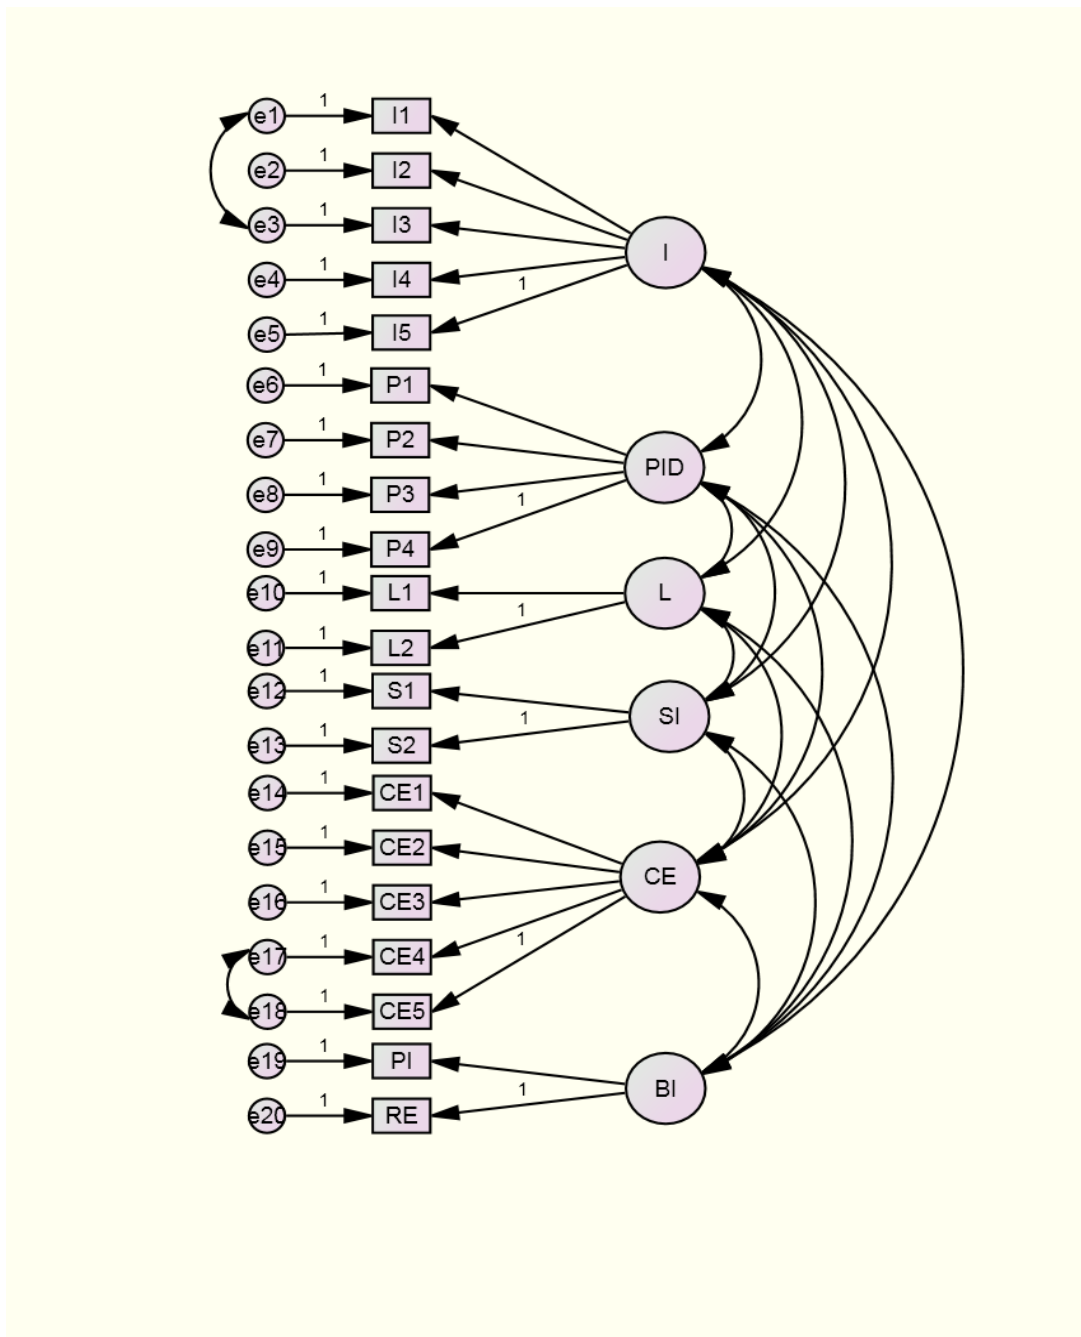 e1 1 I1
e2 1 I2
e3 1 I3
I
e4 1 I4
1
e5 1 I5
e6 1 P1
e7 1 P2
PID
e8 1 P3
1
e9 1 P4
e10 1 L1
L
1
e11 1 L2
e12 1 S1
SI
1
e13 1 S2
e14 1 CE1
e15 1 CE2
CE
e16 1 CE3
1
e17 1 CE4
e18 1 CE5
e19 1 PI
BI
1
e20 1 RE